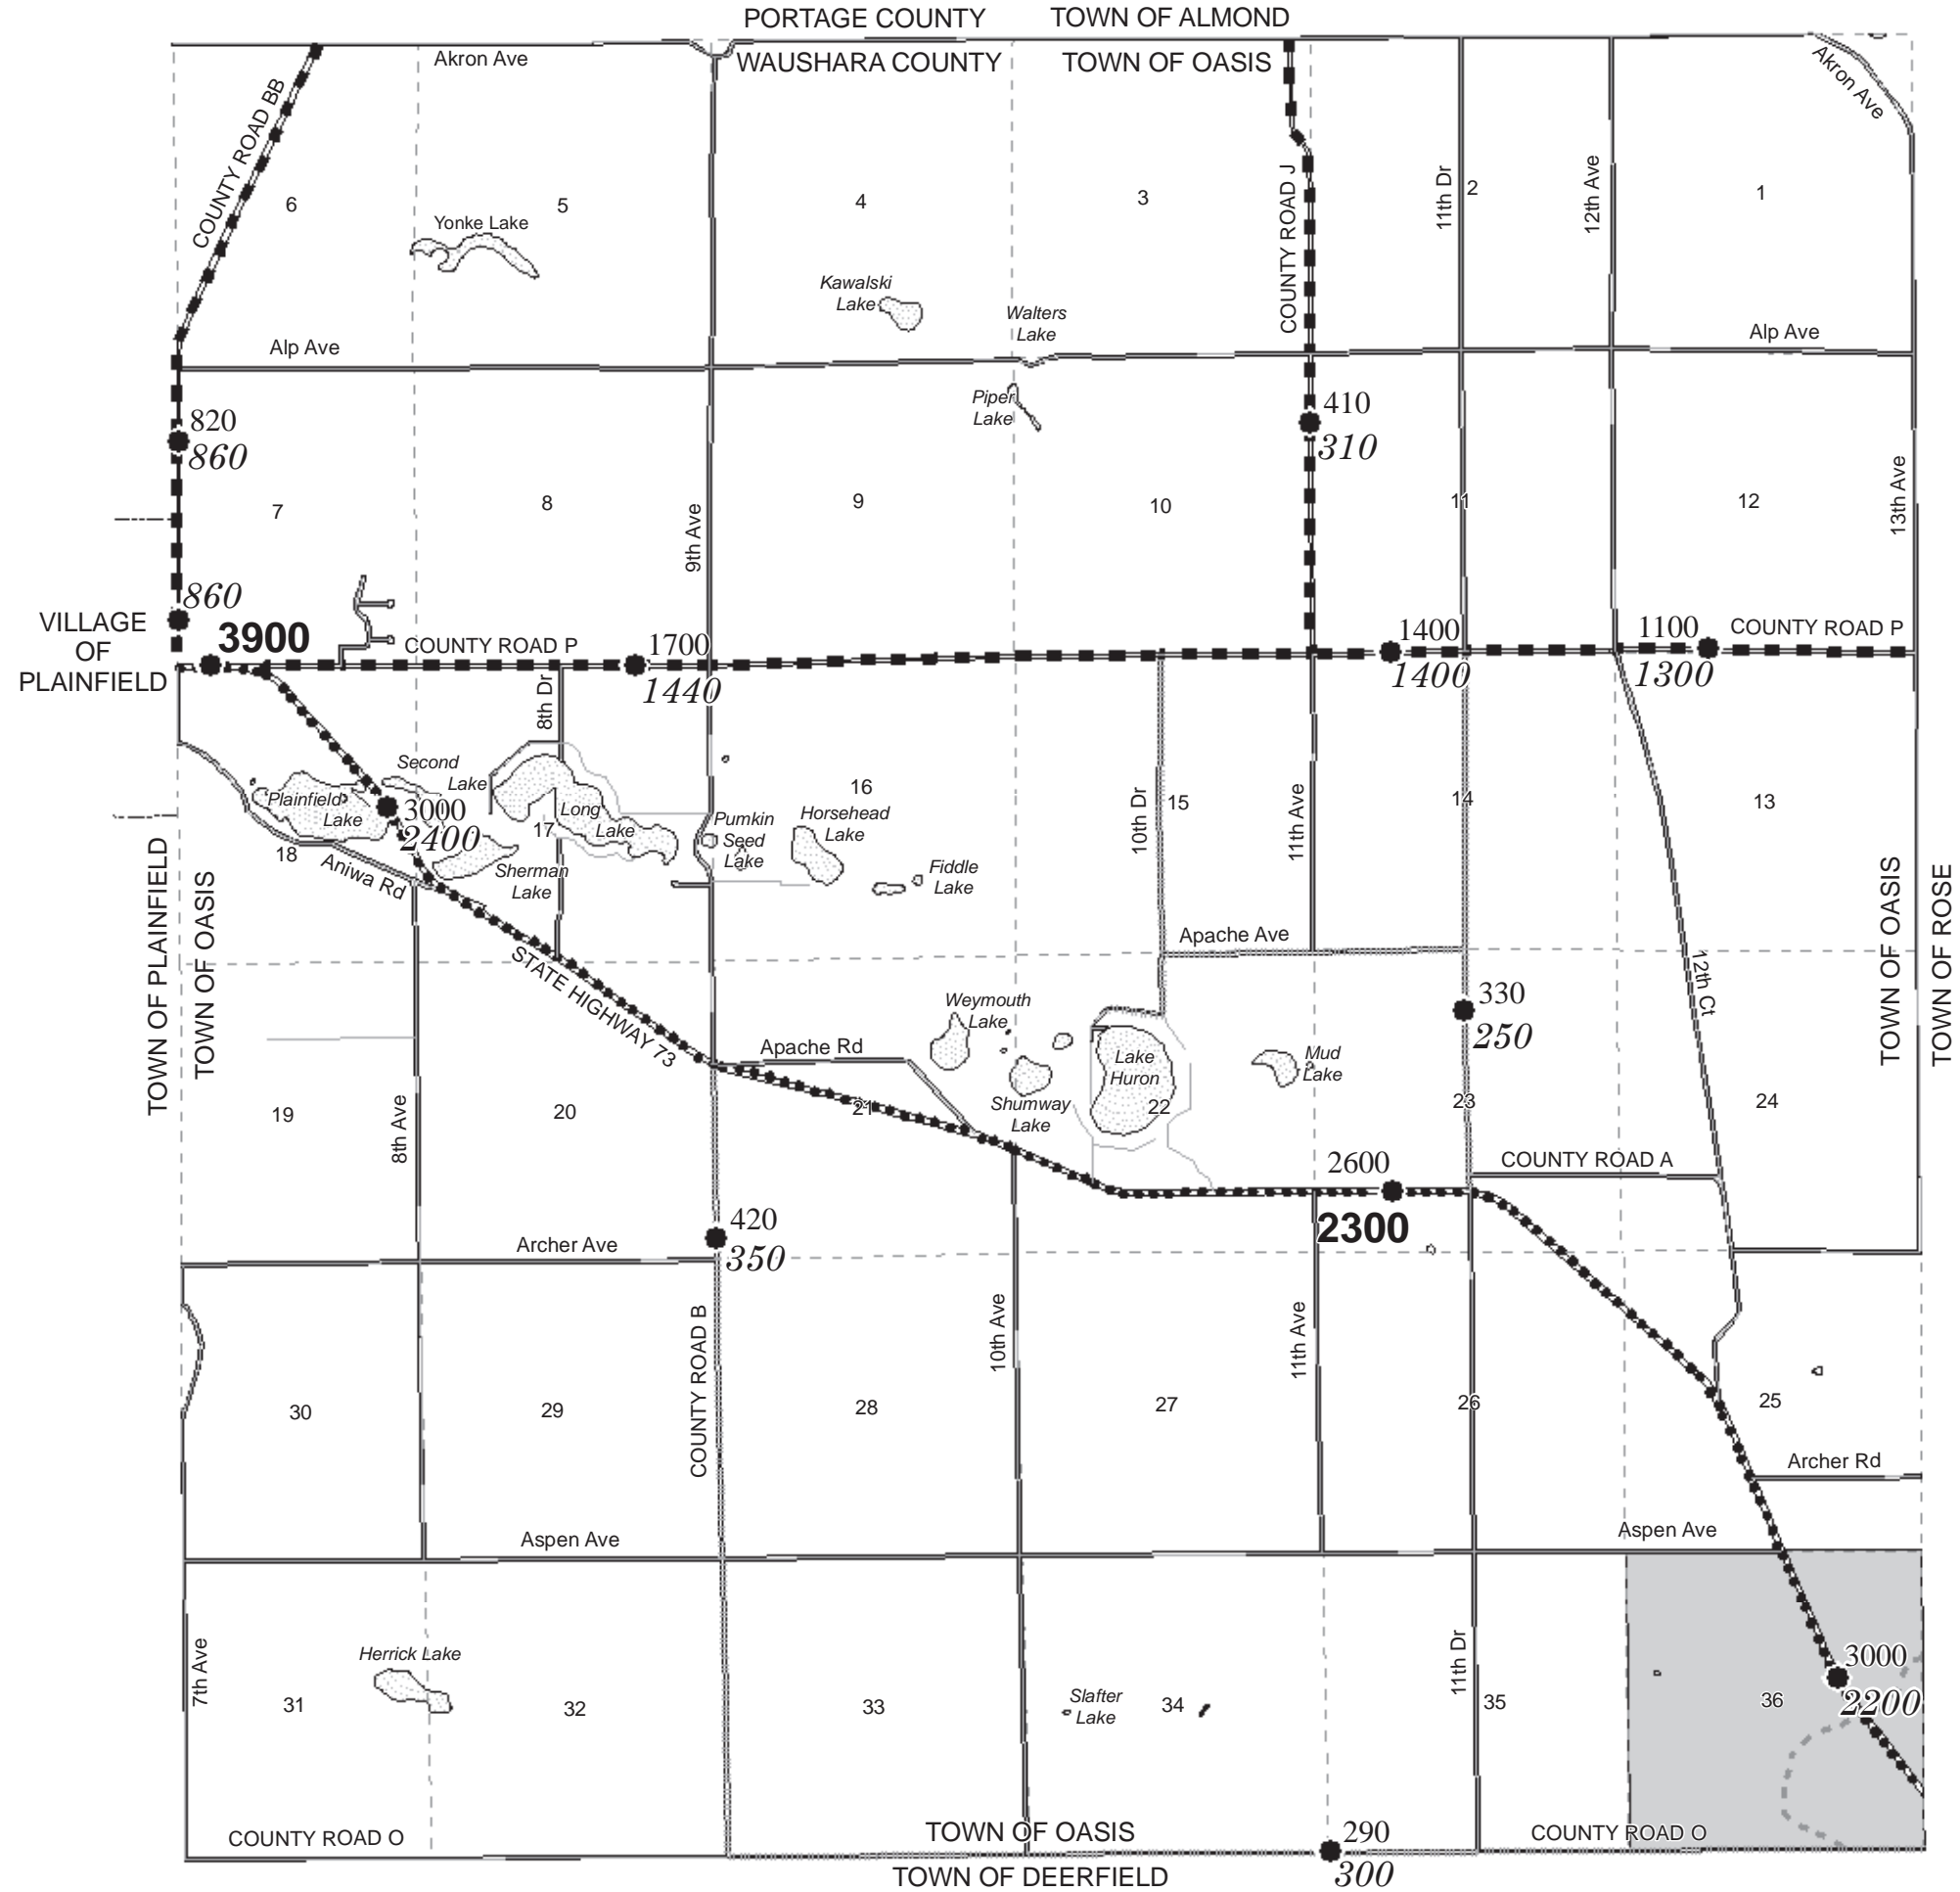 PORTAGE COUNTY TOWN OF ALMOND
WAUSHARA COUNTY TOWN OF OASIS
Akron Ave
Akron Ave
COUNTY ROAD BB
COUNTY ROAD J
11th Dr
12th Ave
6
5
4
3
2
1
Yonke Lake
Kawalski
Lake
Walters
Lake
Alp Ave
Alp Ave
Piper
Lake
820
860
410
310
7
8
9
10
11
12
9th Ave
13th Ave
860
VILLAGE
OF
PLAINFIELD
3900
COUNTY ROAD P
1700
1440
1400
1400
1100
1300
COUNTY ROAD P
8th Dr
Second
Lake
Plainfield
Lake
3000
2400
Long
Lake
17
Sherman
Lake
18
Aniwa Rd
Pumkin
Seed
Lake
16
Horsehead
Lake
Fiddle
Lake
10th Dr
15
11th Ave
14
13
TOWN OF PLAINFIELD
TOWN OF OASIS
TOWN OF OASIS
TOWN OF ROSE
STATE HIGHWAY 73
Apache Ave
12th Ct
330
250
Weymouth
Lake
Apache Rd
Lake
Huron
Mud
Lake
Shumway
Lake
19
8th Ave
20
21
22
23
24
COUNTY ROAD A
2600
2300
420
350
Archer Ave
COUNTY ROAD B
10th Ave
11th Ave
30
29
28
27
26
25
Archer Rd
Aspen Ave
Aspen Ave
7th Ave
Herrick Lake
31
32
33
Slafter
Lake
34
11th Dr
35
36
3000
2200
COUNTY ROAD O
TOWN OF OASIS
TOWN OF DEERFIELD
290
300
COUNTY ROAD O